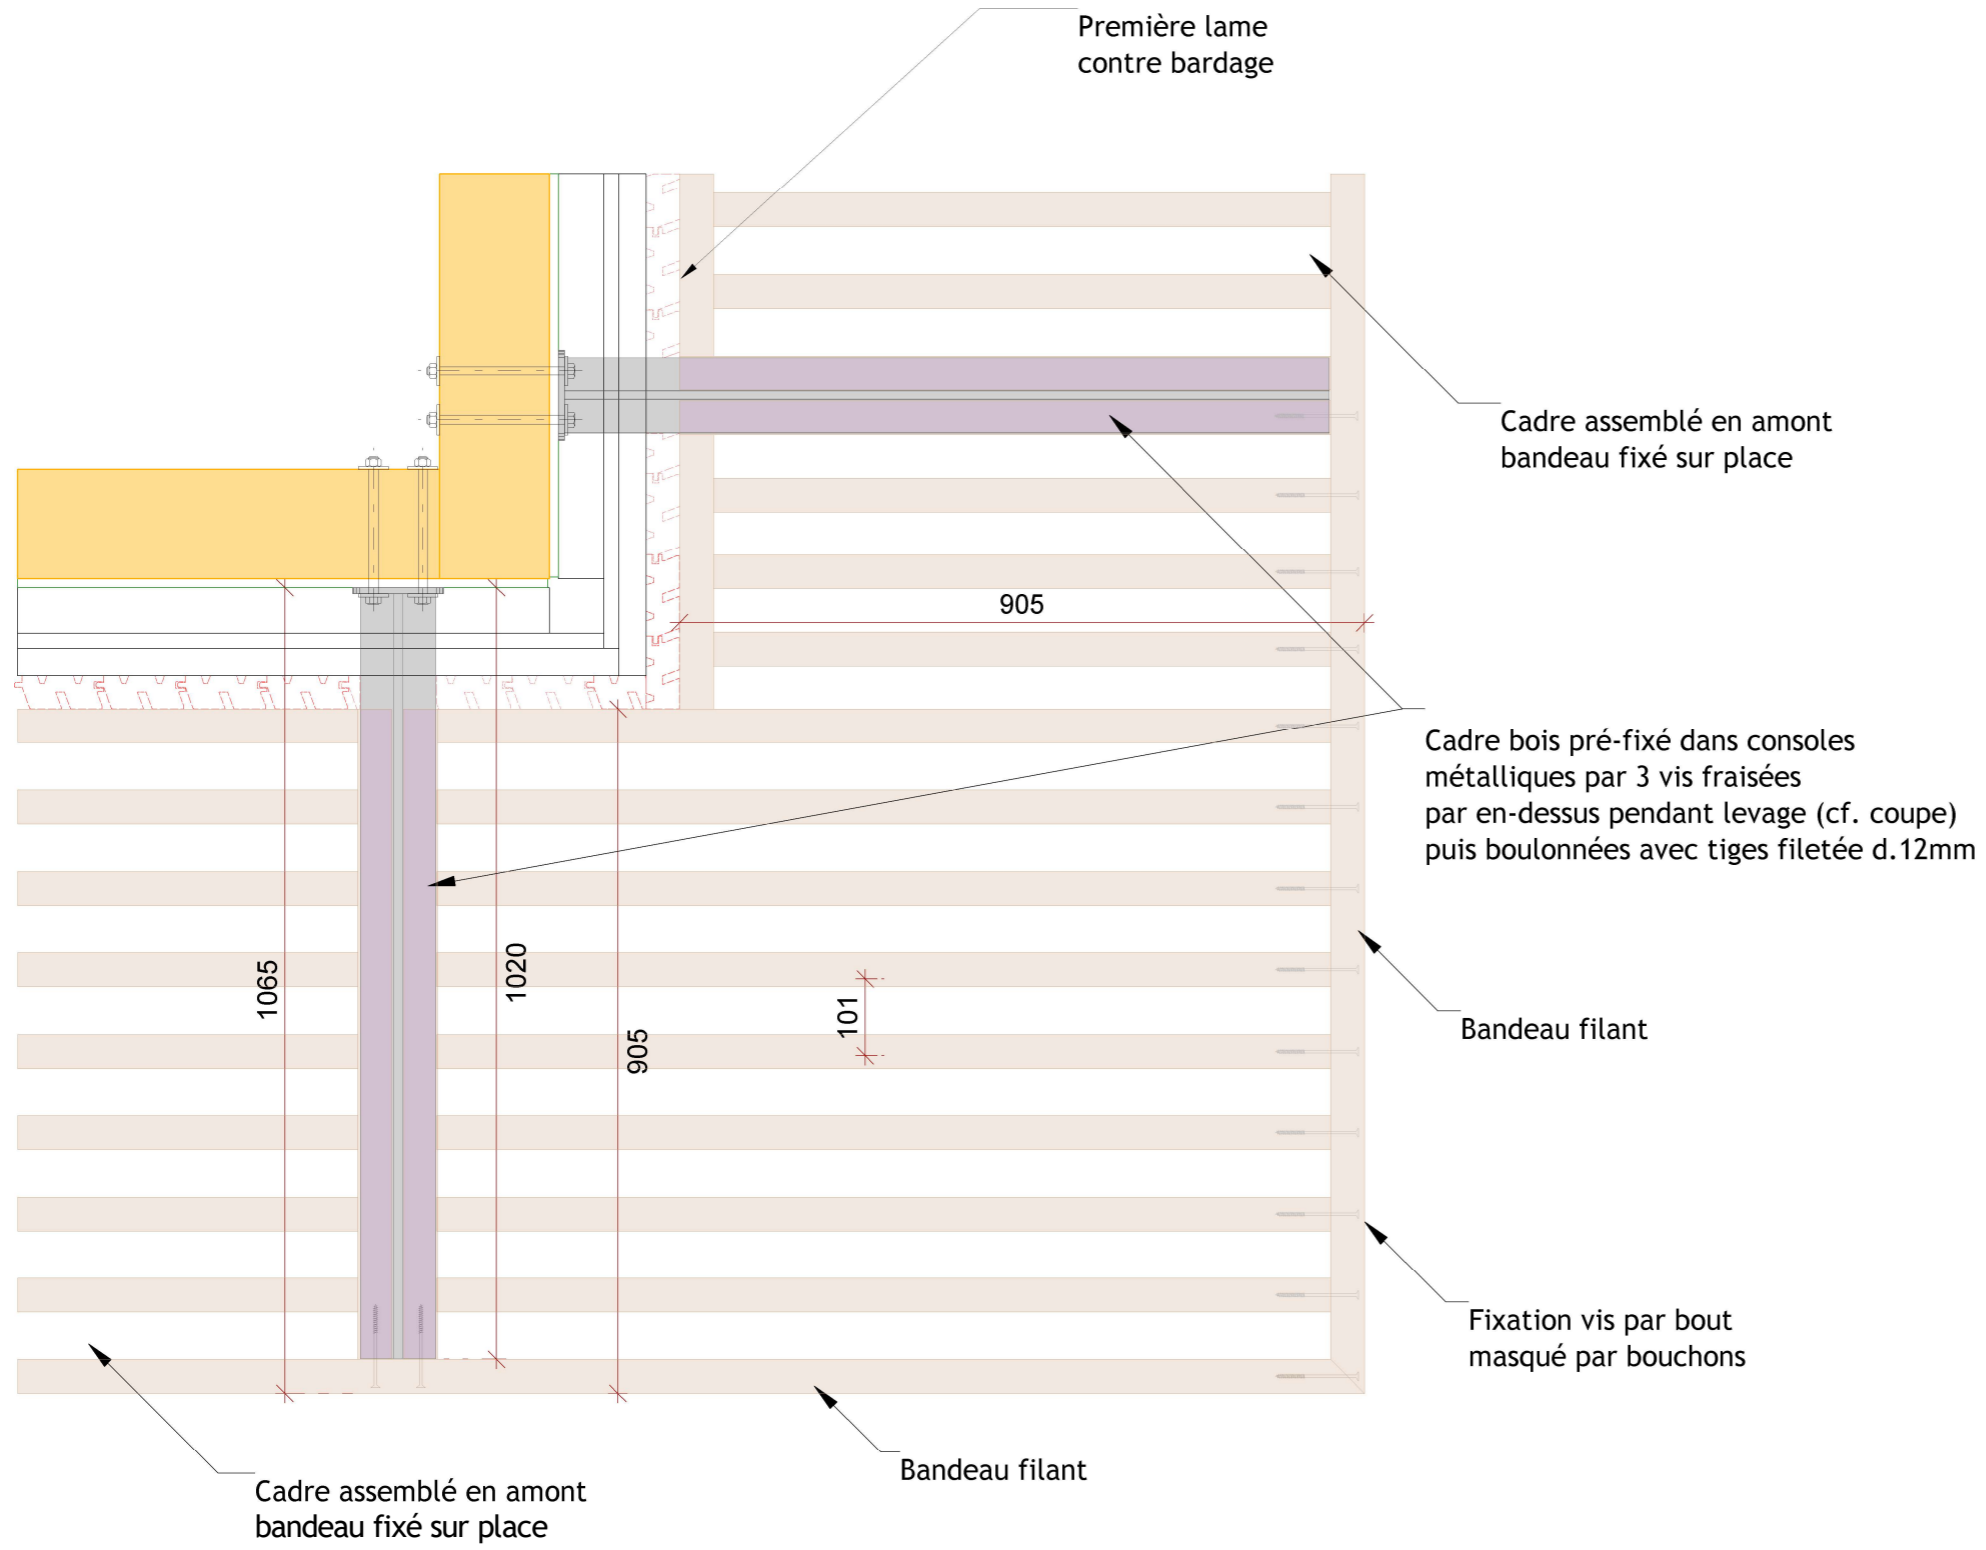 Première lame
contre bardage
Cadre assemblé en amont
bandeau fixé sur place
905
Cadre bois pré-fixé dans consoles
métalliques par 3 vis fraisées
par en-dessus pendant levage (cf. coupe)
puis boulonnées avec tiges filetée d.12mm
1065
1020
905
101
Bandeau filant
Fixation vis par bout
masqué par bouchons
Bandeau filant
Cadre assemblé en amont
bandeau fixé sur place